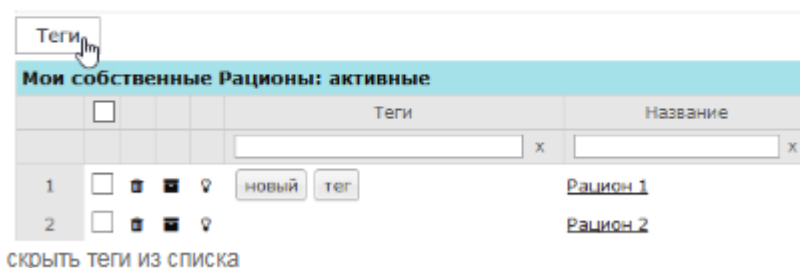 Теги
Мои собственные Рационы: активные
Теги Название
x x
1 новый тег Рацион 1
2 Рацион 2
скрыть теги из списка